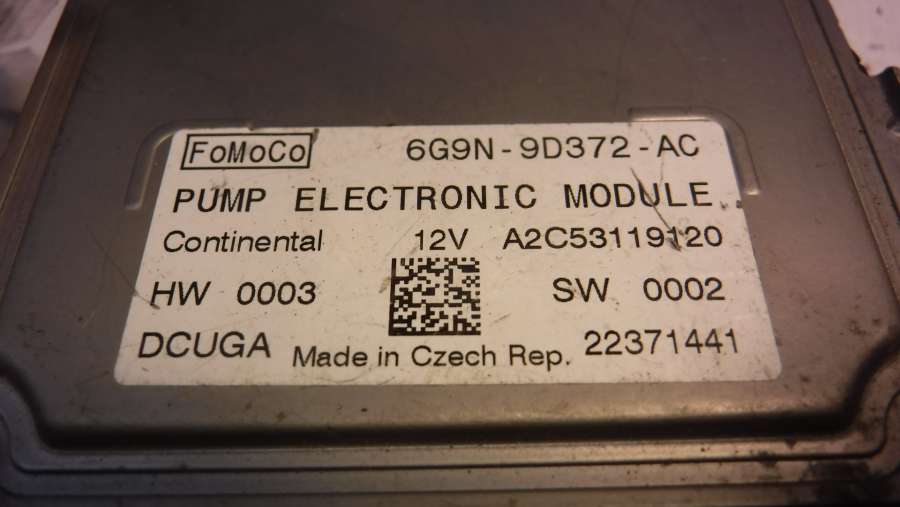 FoMoCo 6G9N-9D372-AC
PUMP ELECTRONIC MODULE
Continental 12V A2C53119120
HW 0003 SW 0002
DCUGA Made in Czech Rep. 22371441